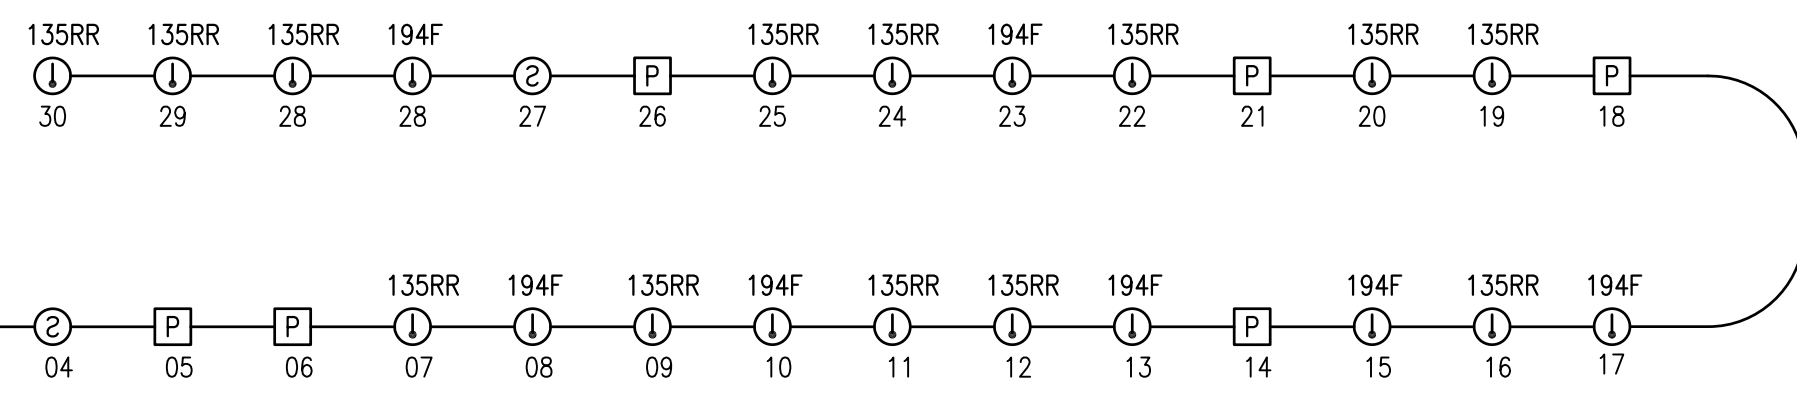 135RR 135RR 135RR 194F 135RR 135RR 194F 135RR 135RR 135RR
S P P P
30 29 28 28 27 26 25 24 23 22 21 20 19 18
135RR 194F 135RR 194F 135RR 135RR 194F 194F 135RR 194F
S P P P
04 05 06 07 08 09 10 11 12 13 14 15 16 17